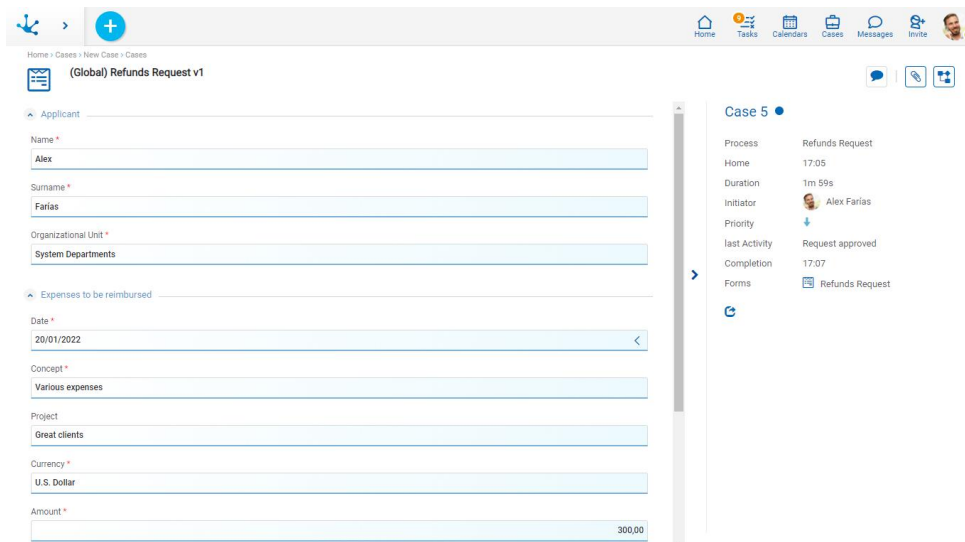 9
Home Tasks Calendars Cases Messages Invite
Home > Cases > New Case > Cases
(Global) Refunds Request v1
Applicant
Name *
Alex
Surname *
Farías
Organizational Unit *
System Departments
Expenses to be reimbursed
Date *
20/01/2022
Concept *
Various expenses
Project
Great clients
Currency *
U.S. Dollar
Amount *
300,00
Case 5
Process Refunds Request
Home 17:05
Duration 1m 59s
Initiator Alex Farías
Priority
last Activity Request approved
Completion 17:07
Forms Refunds Request